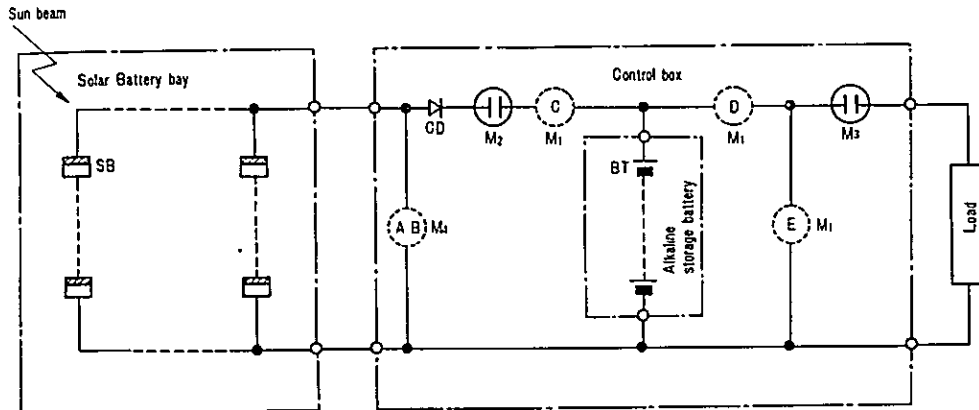 Sun beam
Solar Battery bay
Control box
SB
CD
M2
C
M1
D
M1
M3
BT
A B
M1
E
M1
Alkaline
storage battery
Load